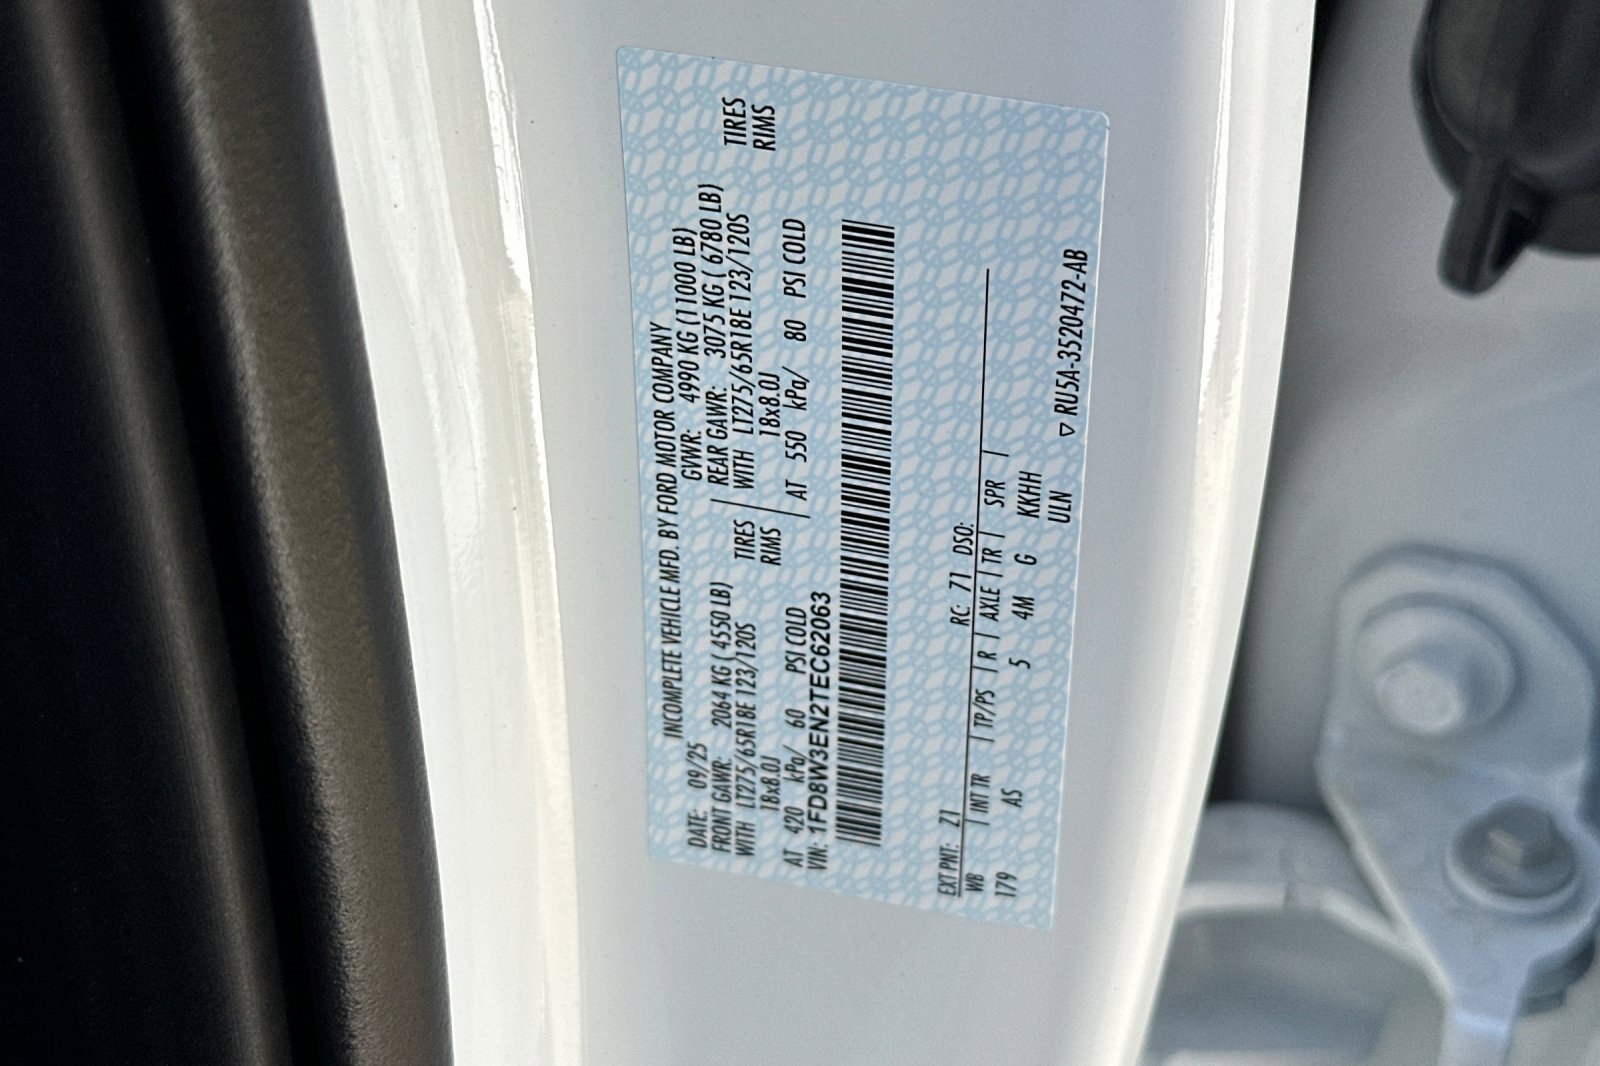 INCOMPLETE VEHICLE MFD. BY FORD MOTOR COMPANY
DATE: 09/25 GVWR: 4990 KG (11000 LB)
FRONT GAWR: 2064 KG ( 4550 LB) REAR GAWR: 3075 KG ( 6780 LB)
WITH LT275/65R18E 123/120S TIRES WITH LT275/65R18E 123/120S TIRES
18x8.0J RIMS 18x8.0J RIMS
AT 420 kPa/ 60 PSI COLD AT 550 kPa/ 80 PSI COLD
VIN: 1FD8W3EN2TEC62063
EXT PNT: Z1 RC: 71 DSO:
WB INT TR TP/PS R AXLE TR SPR
179 AS 5 4M G KKHH
ULN
▽ RU5A-3520472-AB